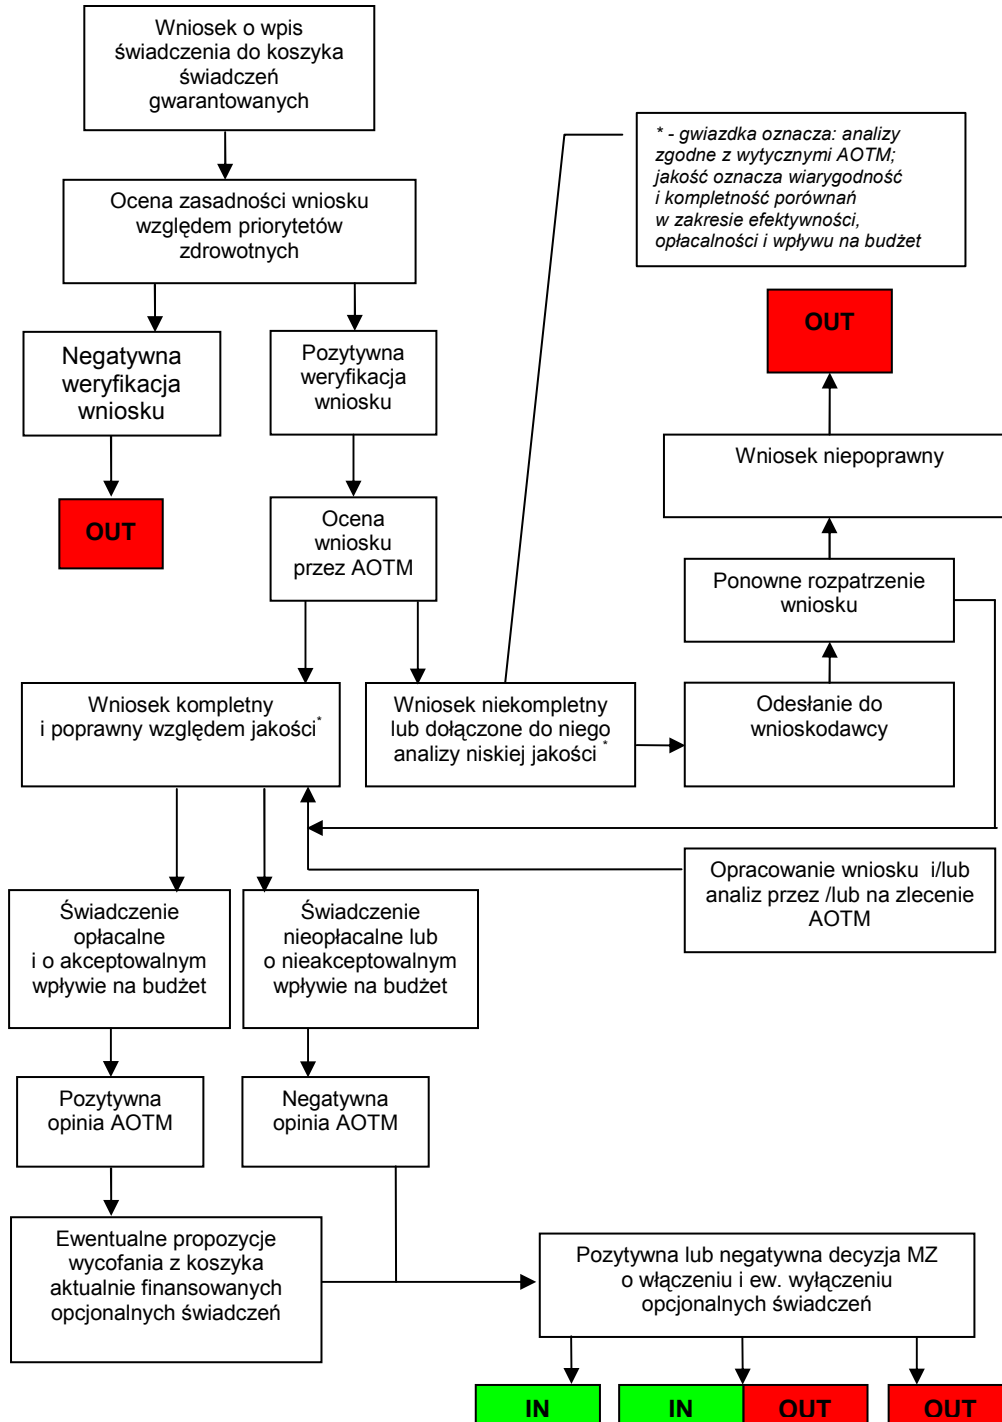 Wniosek o wpis
świadczenia do koszyka
świadczeń
gwarantowanych
* - gwiazdka oznacza: analizy
zgodne z wytycznymi AOTM;
jakość oznacza wiarygodność
i kompletność porównań
w zakresie efektywności,
opłacalności i wpływu na budżet
Ocena zasadności wniosku
względem priorytetów
zdrowotnych
OUT
Negatywna
weryfikacja
wniosku
Pozytywna
weryfikacja
wniosku
Wniosek niepoprawny
OUT
Ocena
wniosku
przez AOTM
Ponowne rozpatrzenie
wniosku
Wniosek kompletny
i poprawny względem jakości*
Wniosek niekompletny
lub dołączone do niego
analizy niskiej jakości *
Odesłanie do
wnioskodawcy
Opracowanie wniosku i/lub
analiz przez /lub na zlecenie
AOTM
Świadczenie
opłacalne
i o akceptowalnym
wpływie na budżet
Świadczenie
nieopłacalne lub
o nieakceptowalnym
wpływie na budżet
Pozytywna
opinia AOTM
Negatywna
opinia AOTM
Ewentualne propozycje
wycofania z koszyka
aktualnie finansowanych
opcjonalnych świadczeń
Pozytywna lub negatywna decyzja MZ
o włączeniu i ew. wyłączeniu
opcjonalnych świadczeń
IN
IN
OUT
OUT